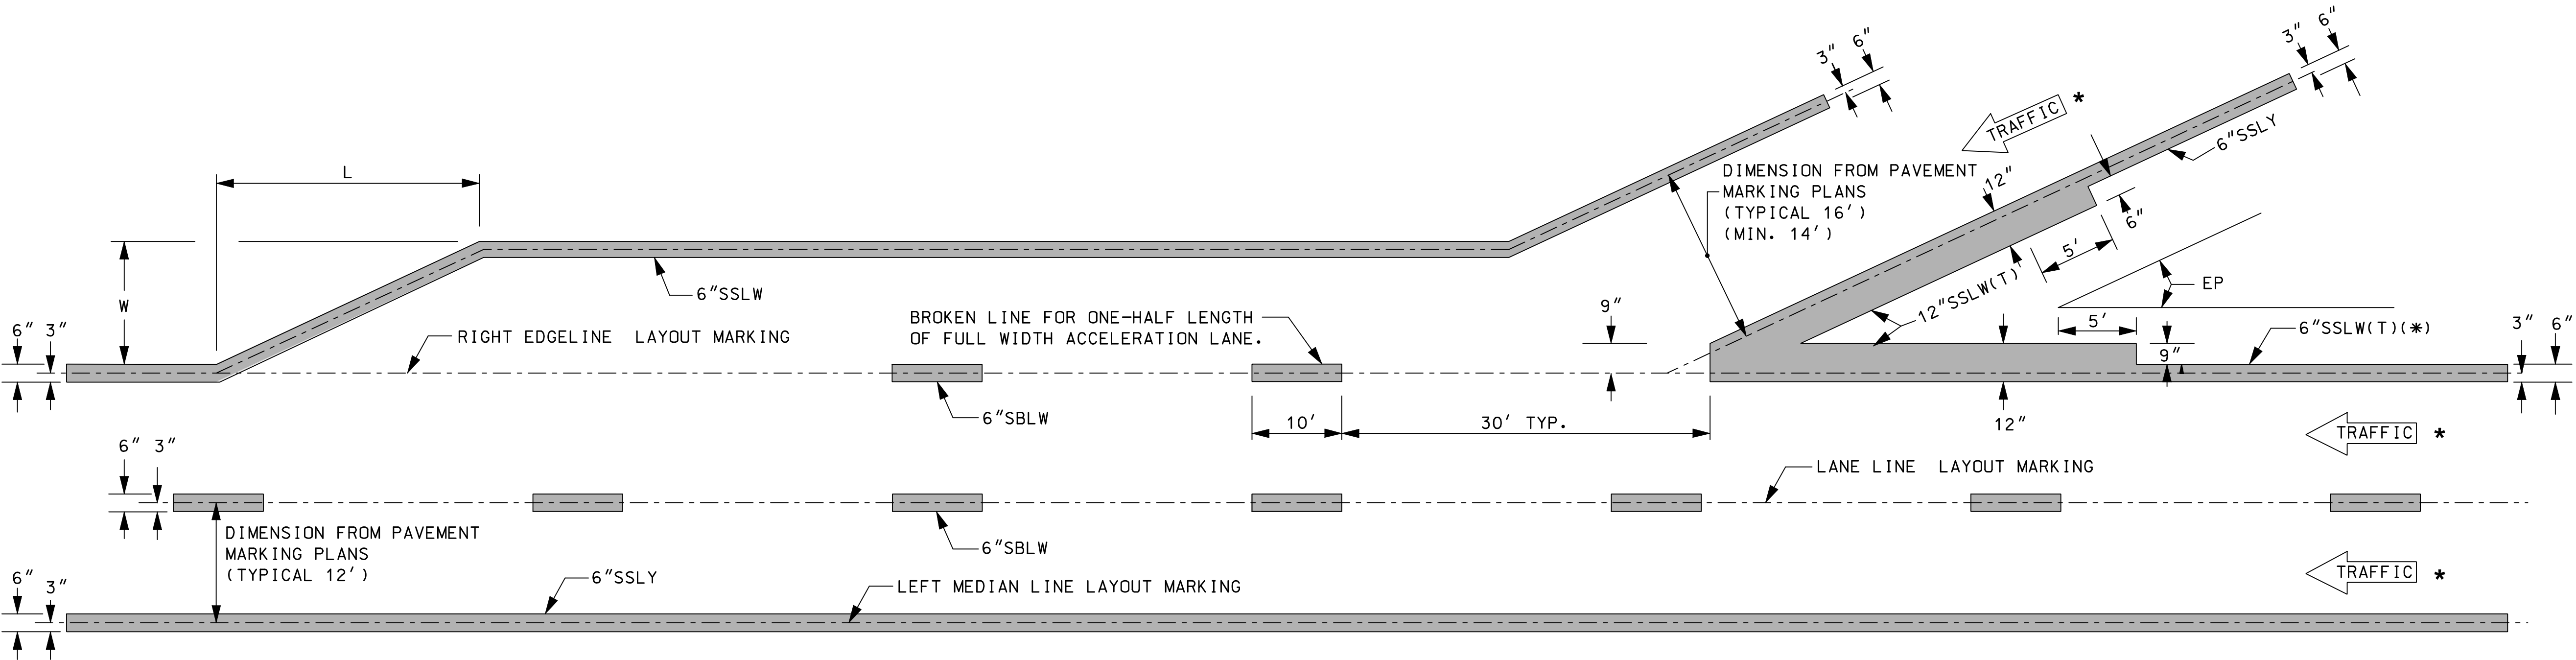 3" 6"
3" 6"
TRAFFIC *
6"SSLY
L
DIMENSION FROM PAVEMENT
MARKING PLANS
(TYPICAL 16')
(MIN. 14')
12"
6"
5'
W
6"SSLW
12"SSLW(T)
EP
9"
BROKEN LINE FOR ONE-HALF LENGTH
OF FULL WIDTH ACCELERATION LANE.
RIGHT EDGELINE LAYOUT MARKING
6" 3"
5'
6"SSLW(T)(*)
3" 6"
9"
6"SBLW
10'
30' TYP.
12"
TRAFFIC *
6" 3"
LANE LINE LAYOUT MARKING
DIMENSION FROM PAVEMENT
MARKING PLANS
(TYPICAL 12')
6"SBLW
6" 3"
6"SSLY
LEFT MEDIAN LINE LAYOUT MARKING
TRAFFIC *